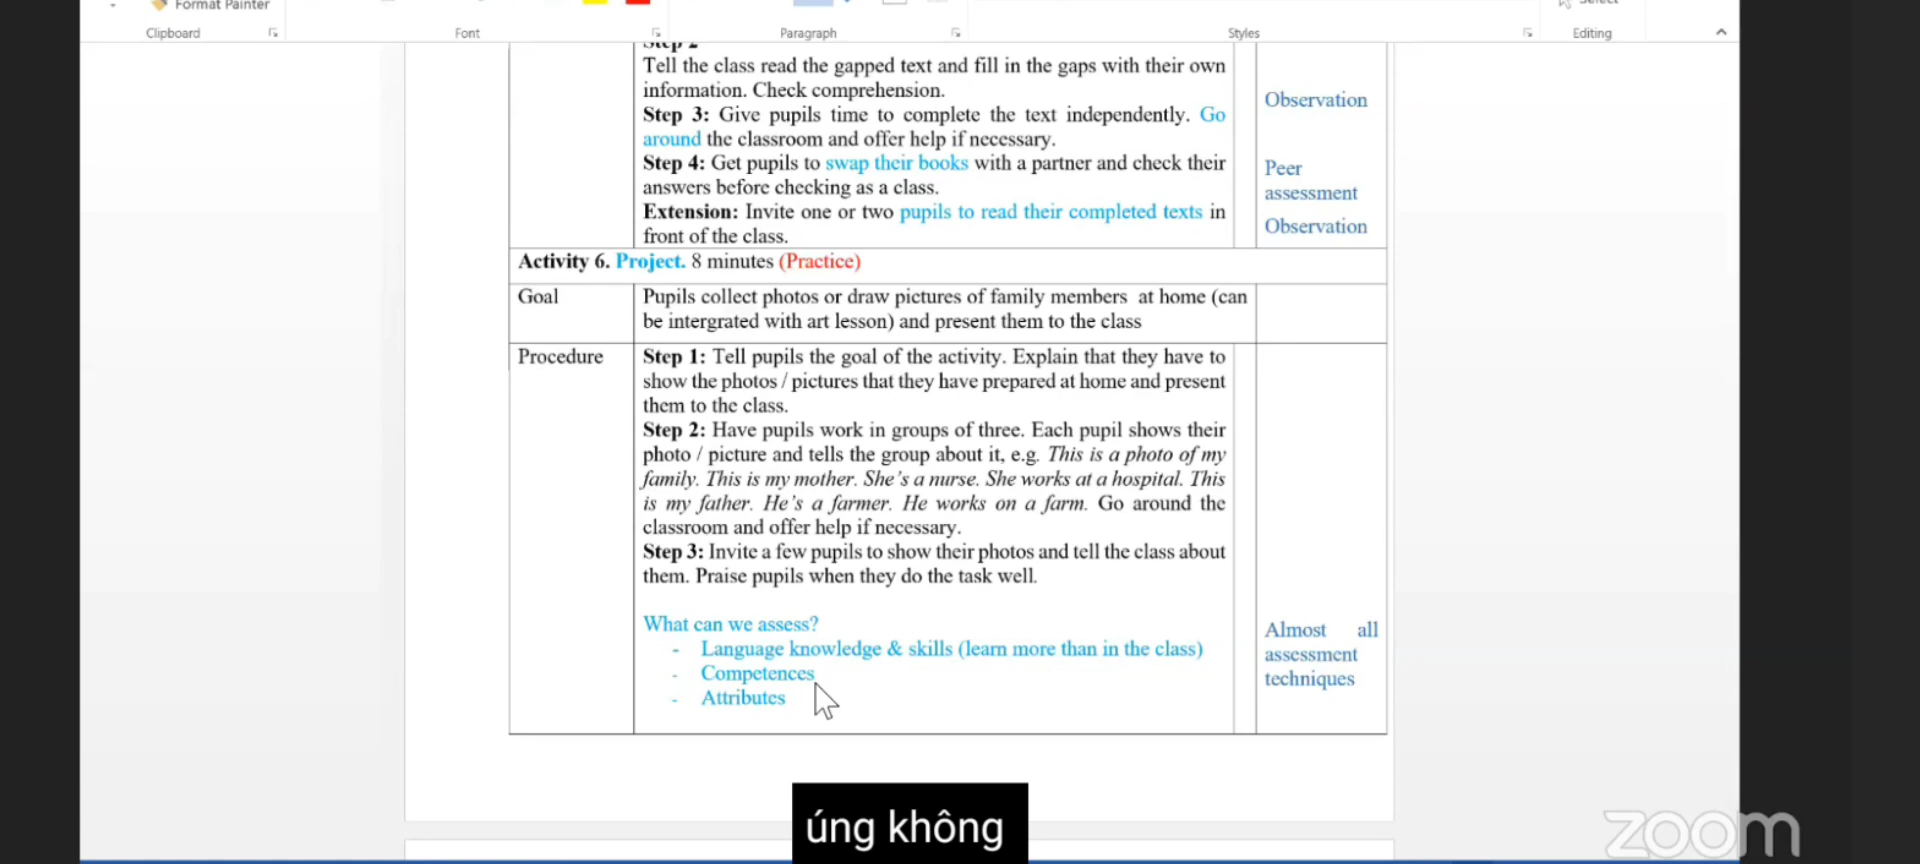 Format Painter
Select
Clipboard
Font
Paragraph
Styles
Editing
Step 2
Tell the class read the gapped text and fill in the gaps with their own
information. Check comprehension.
Observation
Step 3: Give pupils time to complete the text independently. Go
around the classroom and offer help if necessary.
Step 4: Get pupils to swap their books with a partner and check their
answers before checking as a class.
Peer
assessment
Extension: Invite one or two pupils to read their completed texts in
front of the class.
Observation
Activity 6. Project. 8 minutes (Practice)
Goal
Pupils collect photos or draw pictures of family members at home (can
be intergrated with art lesson) and present them to the class
Procedure
Step 1: Tell pupils the goal of the activity. Explain that they have to
show the photos / pictures that they have prepared at home and present
them to the class.
Step 2: Have pupils work in groups of three. Each pupil shows their
photo / picture and tells the group about it, e.g. This is a photo of my
family. This is my mother. She's a nurse. She works at a hospital. This
is my father. He's a farmer. He works on a farm. Go around the
classroom and offer help if necessary.
Step 3: Invite a few pupils to show their photos and tell the class about
them. Praise pupils when they do the task well.
What can we assess?
- Language knowledge & skills (learn more than in the class)
- Competences
- Attributes
Almost all
assessment
techniques
úng không
zoom